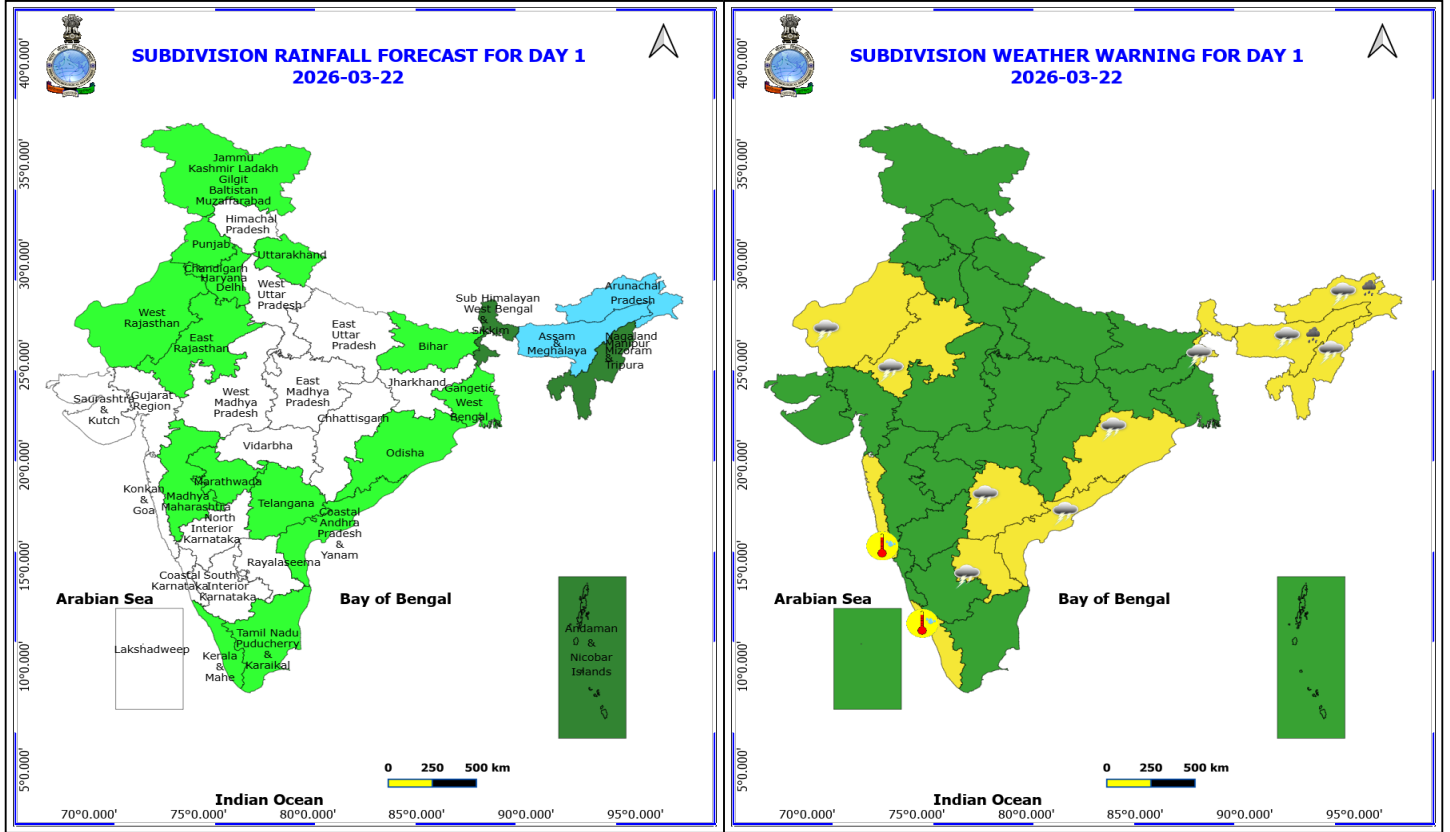 SUBDIVISION RAINFALL FORECAST FOR DAY 1
2026-03-22
40°0.000'
35°0.000'
30°0.000'
25°0.000'
20°0.000'
15°0.000'
10°0.000'
5°0.000'
Jammu
Kashmir Ladakh
Gilgit
Baltistan
Muzaffarabad
Himachal
Pradesh
Punjab
Uttarakhand
Chandigarh
Haryana
Delhi
West
Uttar
Pradesh
West
Rajasthan
East
Rajasthan
East
Uttar
Pradesh
Bihar
Sub Himalayan
West Bengal
&
Sikkim
Arunachal
Pradesh
Assam
&
Meghalaya
Nagaland
Manipur
Mizoram
&
Tripura
Saurashtra
&
Kutch
Gujarat
Region
West
Madhya
Pradesh
East
Madhya
Pradesh
Jharkhand
Gangetic
West
Bengal
Chhattisgarh
Vidarbha
Odisha
Konkan
&
Goa
Madhya
Maharashtra
Marathwada
Telangana
North
Interior
Karnataka
Coastal
Andhra
Pradesh
&
Yanam
Rayalaseema
Coastal
Karnataka
South
Interior
Karnataka
Arabian Sea
Bay of Bengal
Lakshadweep
Kerala
&
Mahe
Tamil Nadu
Puducherry
&
Karaikal
Andaman
&
Nicobar
Islands
0 250 500 km
Indian Ocean
70°0.000' 75°0.000' 80°0.000' 85°0.000' 90°0.000' 95°0.000'
SUBDIVISION WEATHER WARNING FOR DAY 1
2026-03-22
40°0.000'
35°0.000'
30°0.000'
25°0.000'
20°0.000'
15°0.000'
10°0.000'
5°0.000'
Arabian Sea
Bay of Bengal
0 250 500 km
Indian Ocean
70°0.000' 75°0.000' 80°0.000' 85°0.000' 90°0.000' 95°0.000'